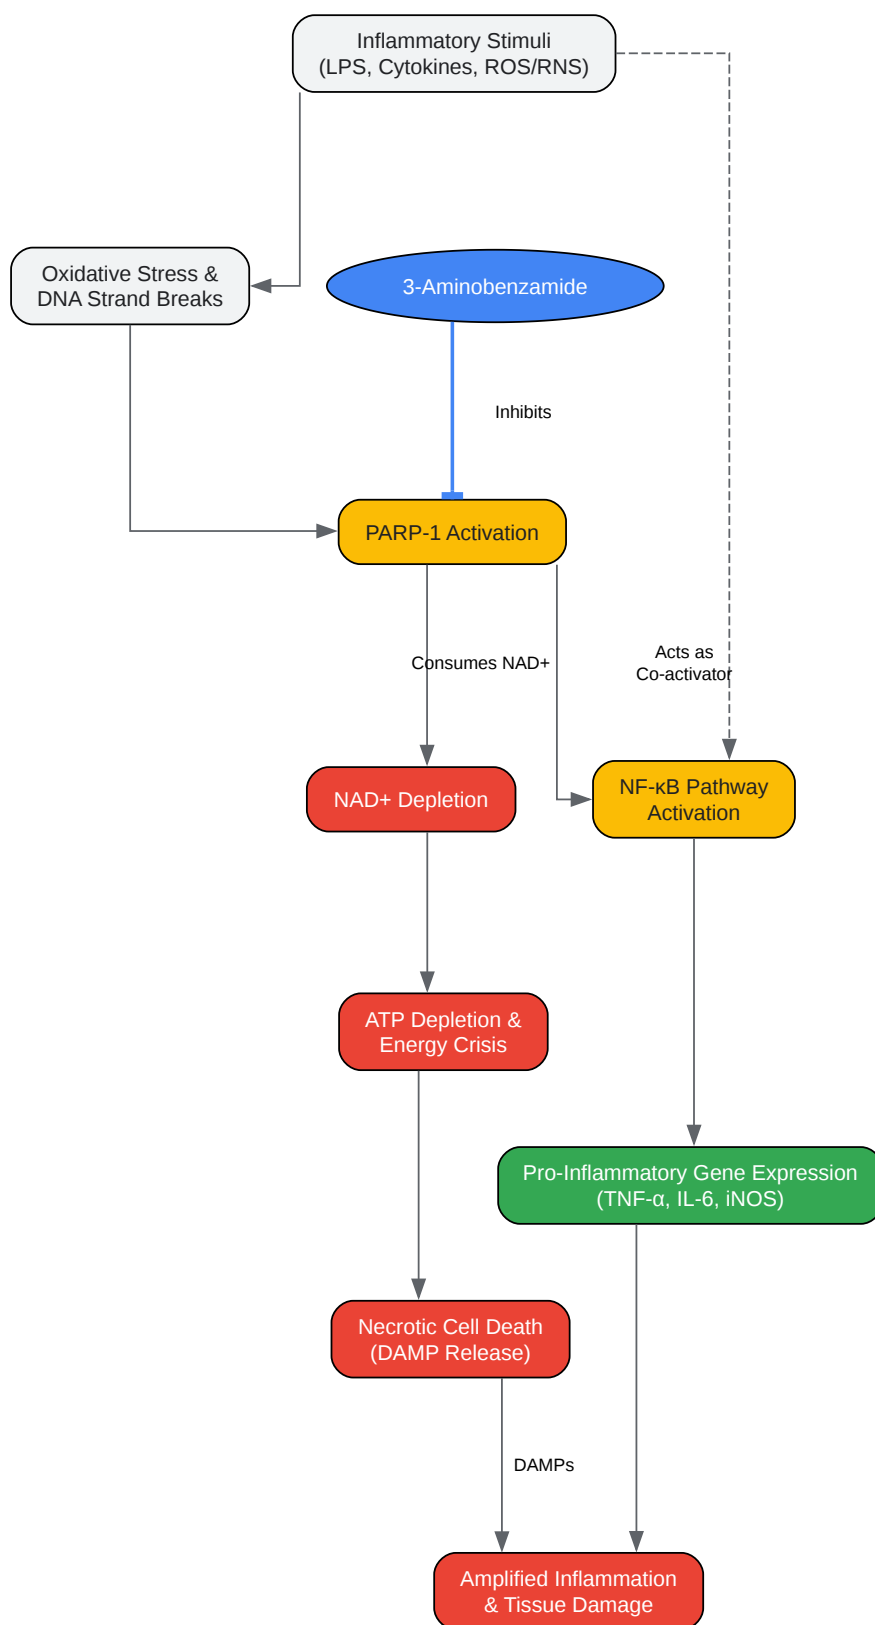 Inflammatory Stimuli
(LPS, Cytokines, ROS/RNS)
Oxidative Stress &
DNA Strand Breaks
3-Aminobenzamide
Inhibits
PARP-1 Activation
Consumes NAD+
Acts as
Co-activator
NAD+ Depletion
NF-κB Pathway
Activation
ATP Depletion &
Energy Crisis
Pro-Inflammatory Gene Expression
(TNF-α, IL-6, iNOS)
Necrotic Cell Death
(DAMP Release)
DAMPs
Amplified Inflammation
& Tissue Damage